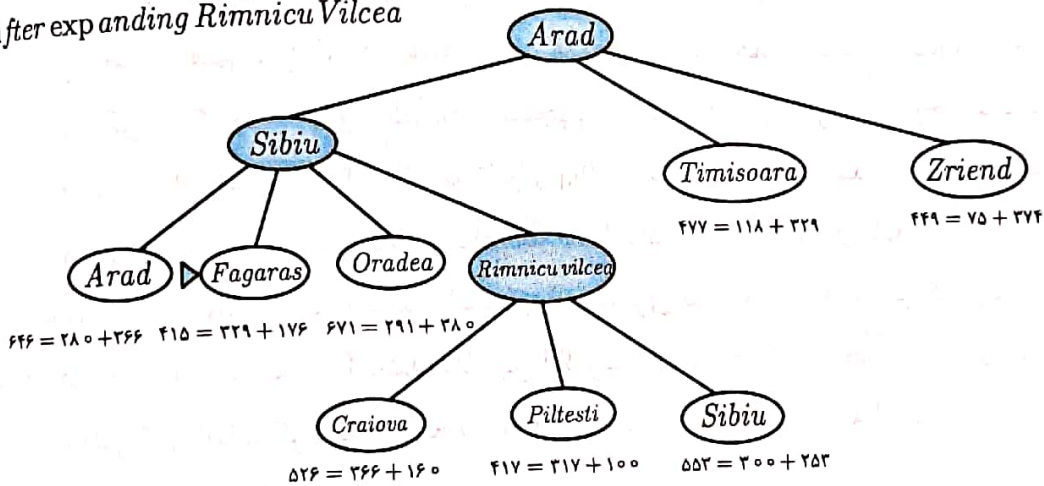 fter expanding Rimnicu Vilcea
Arad
Sibiu
Timisoara
Zriend
۴۷۷ = ۱۱۸ + ۳۲۹
۴۴۹ = ۷۵ + ۳۷۴
Arad
Fagaras
Oradea
Rimnicu vilcea
۶۴۶ = ۲۸۰ + ۳۶۶
۴۱۵ = ۲۳۹ + ۱۷۶
۶۷۱ = ۲۹۱ + ۳۸۰
Craiova
Piltesti
Sibiu
۵۲۶ = ۳۶۶ + ۱۶۰
۴۱۷ = ۳۱۷ + ۱۰۰
۵۵۳ = ۳۰۰ + ۲۵۳